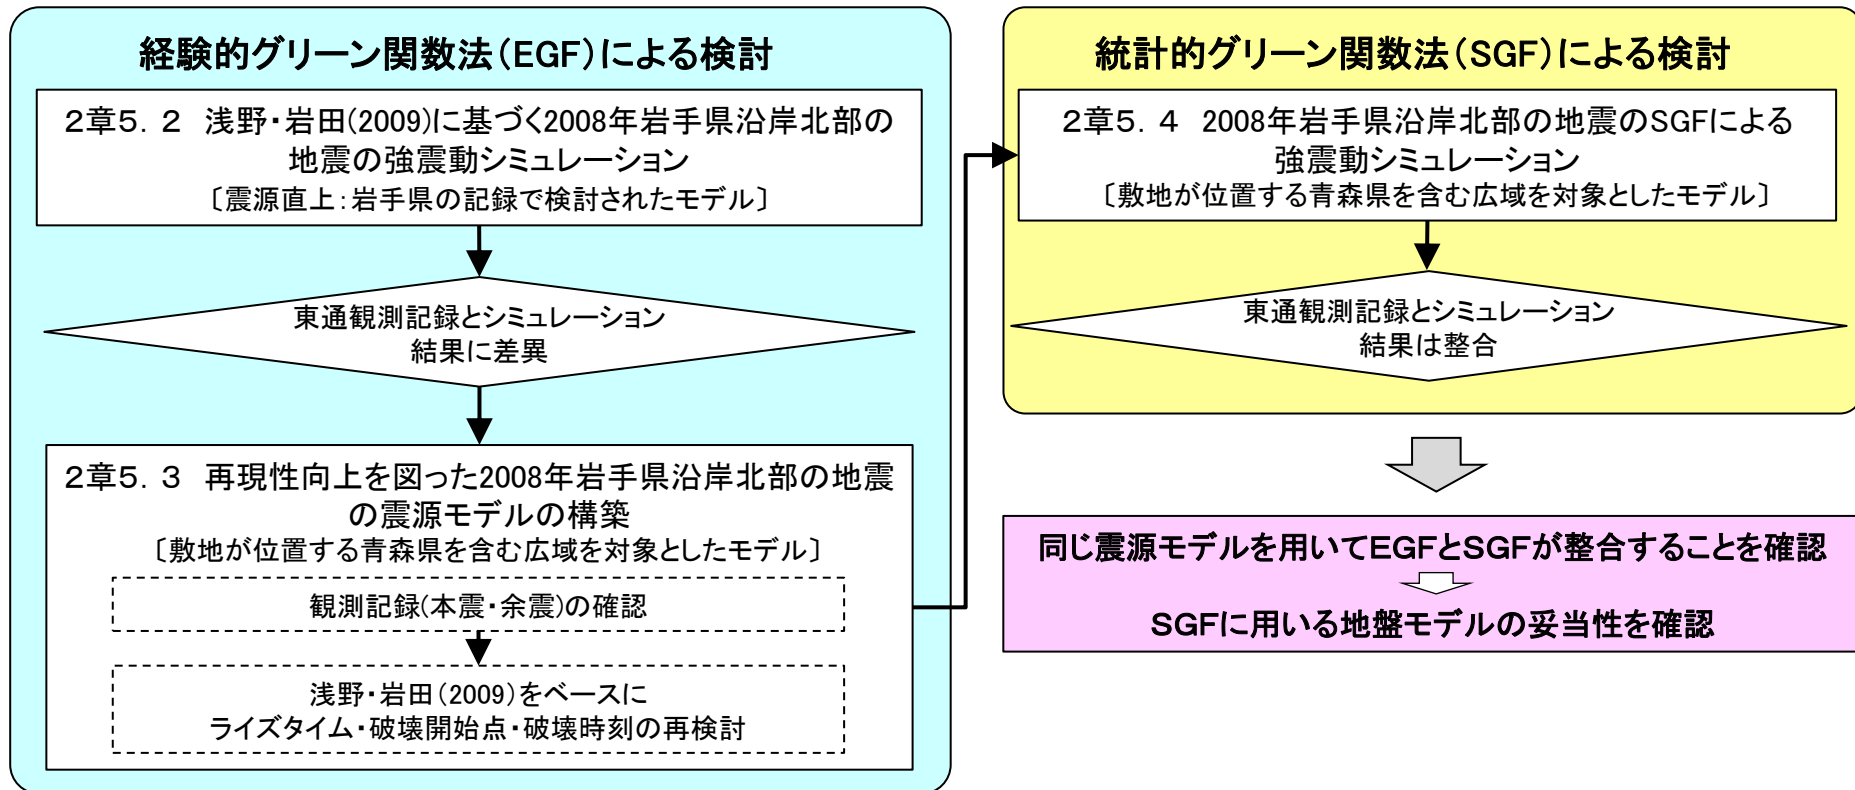 経験的グリーン関数法(EGF)による検討
2章5.2 浅野・岩田(2009)に基づく2008年岩手県沿岸北部の
地震の強震動シミュレーション
〔震源直上:岩手県の記録で検討されたモデル〕
東通観測記録とシミュレーション
結果に差異
2章5.3 再現性向上を図った2008年岩手県沿岸北部の地震
の震源モデルの構築
〔敷地が位置する青森県を含む広域を対象としたモデル〕
観測記録(本震・余震)の確認
浅野・岩田(2009)をベースに
ライズタイム・破壊開始点・破壊時刻の再検討
統計的グリーン関数法(SGF)による検討
2章5.4 2008年岩手県沿岸北部の地震のSGFによる
強震動シミュレーション
〔敷地が位置する青森県を含む広域を対象としたモデル〕
東通観測記録とシミュレーション
結果は整合
同じ震源モデルを用いてEGFとSGFが整合することを確認
SGFに用いる地盤モデルの妥当性を確認